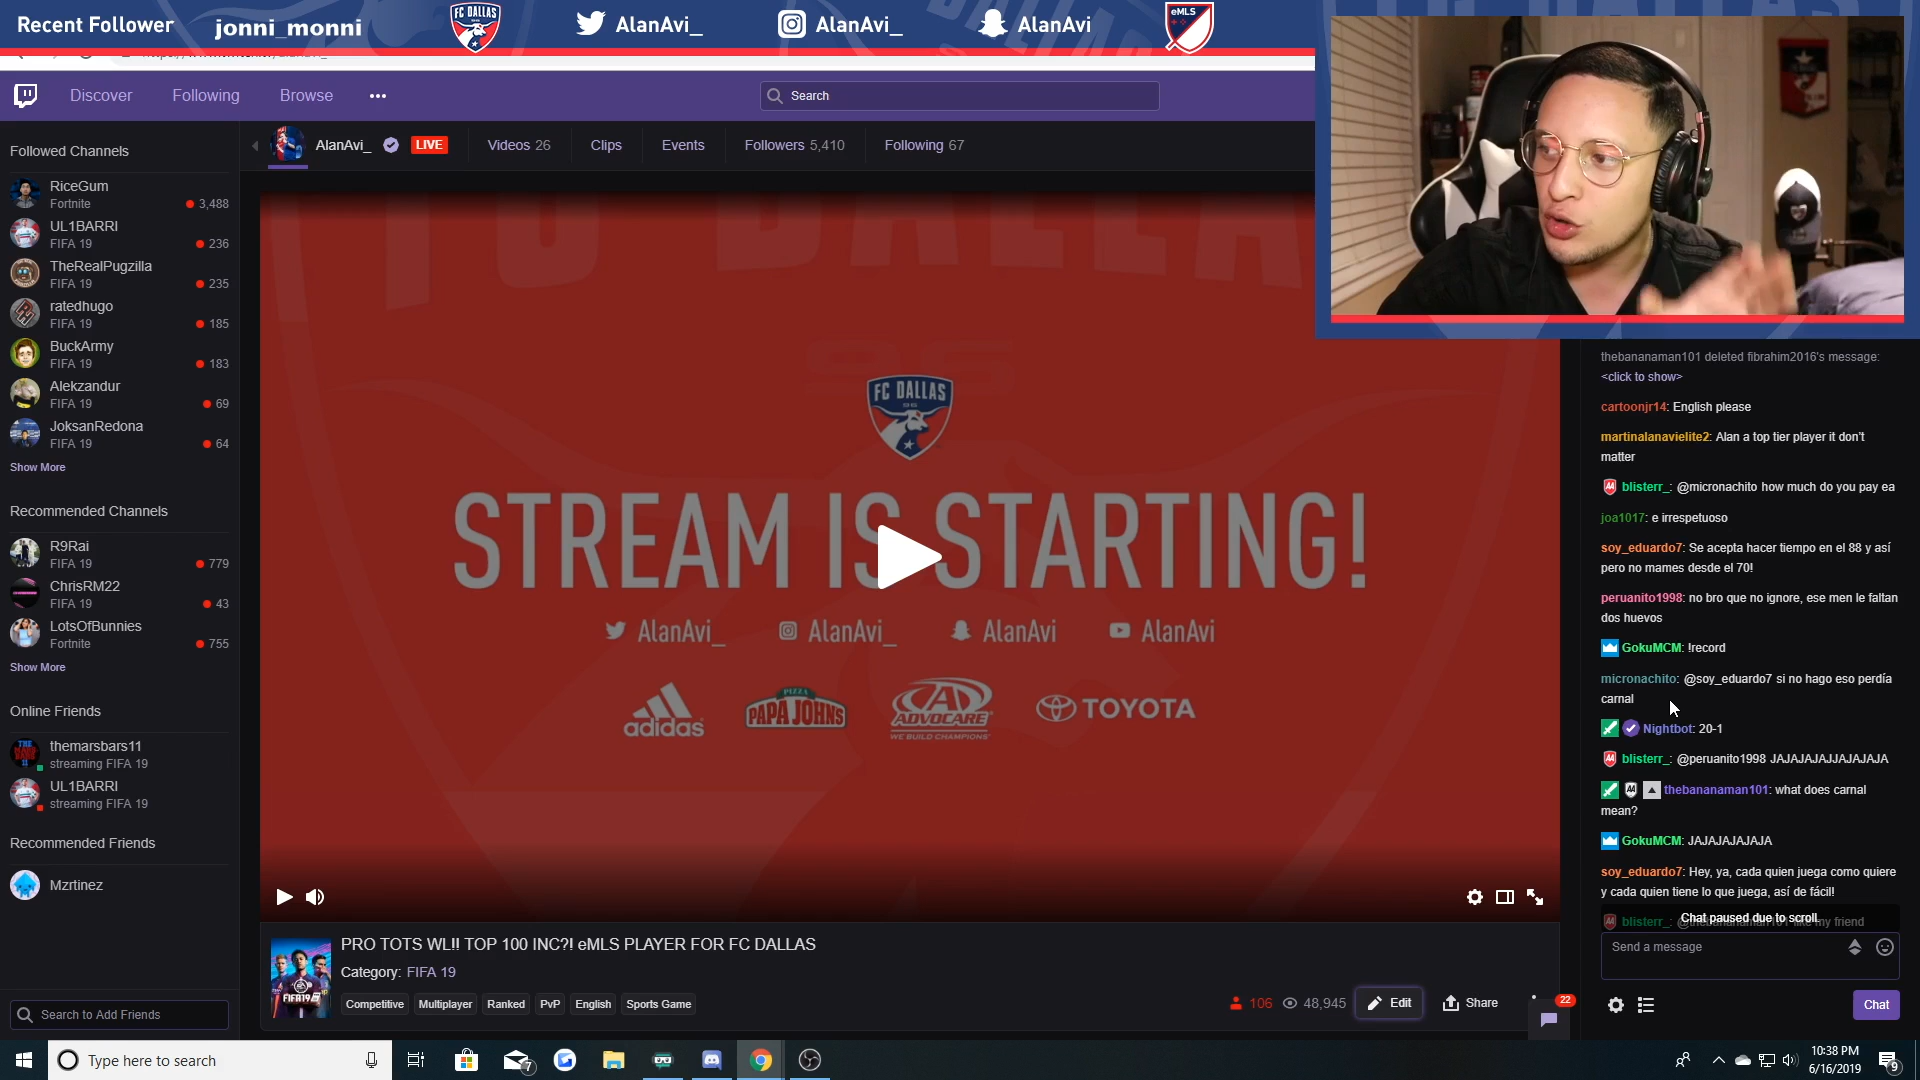 Recent Follower
jonni_monni
FC DALLAS
AlanAvi_
AlanAvi_
AlanAvi
eMLS
Discover
Following
Browse
Search
AlanAvi_
LIVE
Videos 26
Clips
Events
Followers 5,410
Following 67
Followed Channels
RiceGum
Fortnite
3,488
UL1BARRI
FIFA 19
236
TheRealPugzilla
FIFA 19
235
ratedhugo
FIFA 19
185
BuckArmy
FIFA 19
183
Alekzandur
FIFA 19
69
JoksanRedona
FIFA 19
64
Show More
Recommended Channels
R9Rai
FIFA 19
779
ChrisRM22
FIFA 19
43
LotsOfBunnies
Fortnite
755
Show More
Online Friends
themarsbars11
streaming FIFA 19
UL1BARRI
streaming FIFA 19
Recommended Friends
Mzrtinez
Search to Add Friends
FC DALLAS
STREAM IS STARTING!
AlanAvi_
AlanAvi_
AlanAvi
AlanAvi
adidas
PIZZA
PAPA JOHNS
ADVOCARE
WE BUILD CHAMPIONS
TOYOTA
PRO TOTS WL!! TOP 100 INC?! eMLS PLAYER FOR FC DALLAS
Category: FIFA 19
Competitive
Multiplayer
Ranked
PvP
English
Sports Game
FIFA 19
106
48,945
Edit
Share
22
thebananaman101 deleted fibrahim2016's message:
<click to show>
cartoonjr14: English please
martinalanavielite2: Alan a top tier player it don't
matter
blisterr_: @micronachito how much do you pay ea
joa1017: e irrespetuoso
soy_eduardo7: Se acepta hacer tiempo en el 88 y así
pero no mames desde el 70!
peruanito1998: no bro que no ignore, ese men le faltan
dos huevos
GokuMCM: !record
micronachito: @soy_eduardo7 si no hago eso perdía
carnal
Nightbot: 20-1
blisterr_: @peruanito1998 JAJAJAJAJJAJAJAJA
thebananaman101: what does carnal
mean?
GokuMCM: JAJAJAJAJAJA
soy_eduardo7: Hey, ya, cada quien juega como quiere
y cada quien tiene lo que juega, así de fácil!
blisterr_: @thebananaman101 like my friend
Chat paused due to scroll.
Send a message
Chat
Type here to search
7
10:38 PM
6/16/2019
9